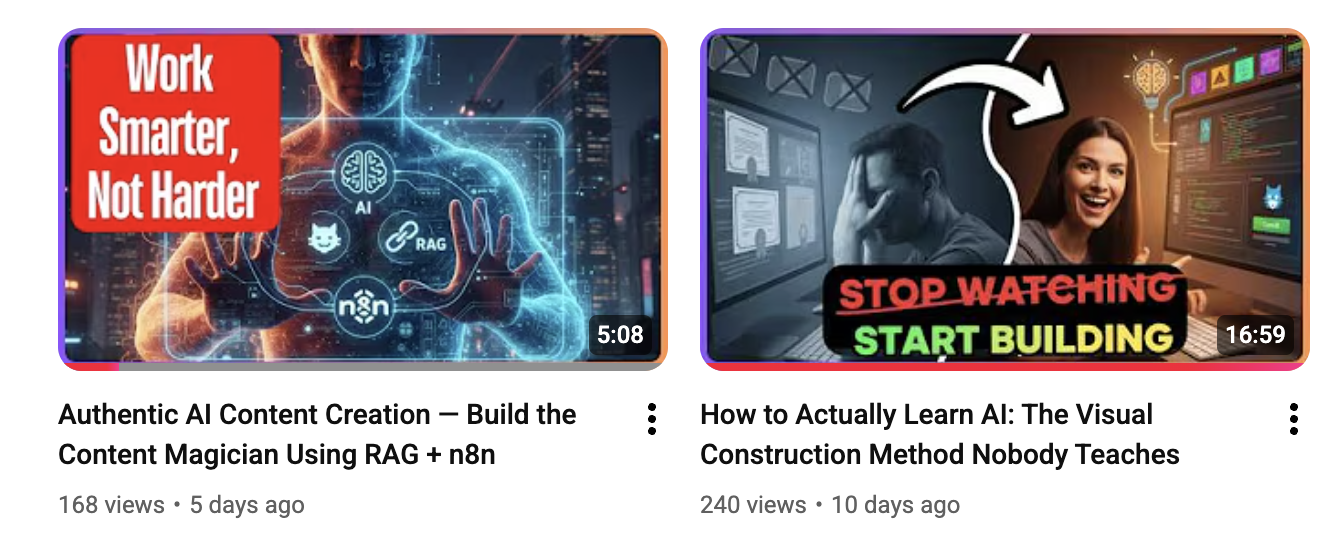 Work
Smarter,
Not Harder
AI
RAG
n8n
5:08
STOP WATCHING
START BUILDING
16:59
Authentic AI Content Creation — Build the
Content Magician Using RAG + n8n
168 views • 5 days ago
How to Actually Learn AI: The Visual
Construction Method Nobody Teaches
240 views • 10 days ago